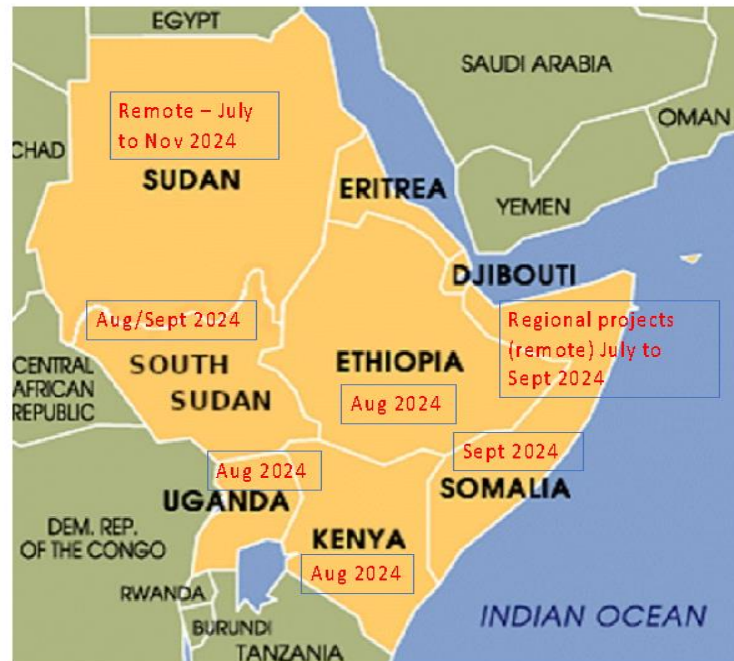 EGYPT
SAUDI ARABIA
Remote – July
to Nov 2024
OMAN
CHAD
SUDAN
ERITREA
YEMEN
DJIBOUTI
Aug/Sept 2024
Regional projects
(remote) July to
Sept 2024
CENTRAL
AFRICAN
REPUBLIC
SOUTH
SUDAN
ETHIOPIA
Aug 2024
Sept 2024
Aug 2024
UGANDA
SOMALIA
DEM. REP.
OF THE CONGO
KENYA
Aug 2024
RWANDA
BURUNDI
TANZANIA
INDIAN OCEAN